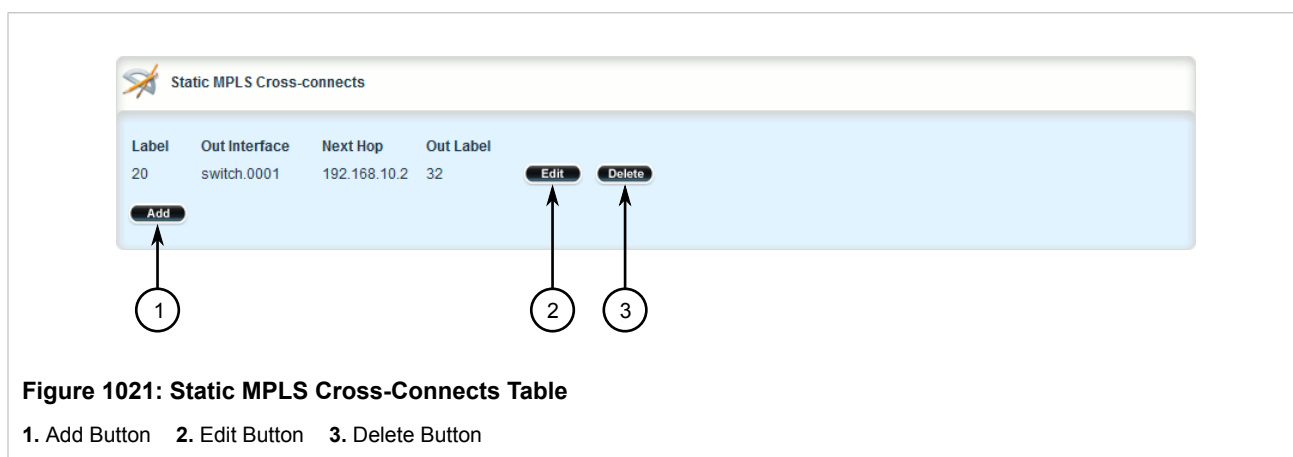 Static MPLS Cross-connects
Label Out Interface Next Hop Out Label
20 switch.0001 192.168.10.2 32 Edit Delete
Add
1 2 3
Figure 1021: Static MPLS Cross-Connects Table
1. Add Button 2. Edit Button 3. Delete Button